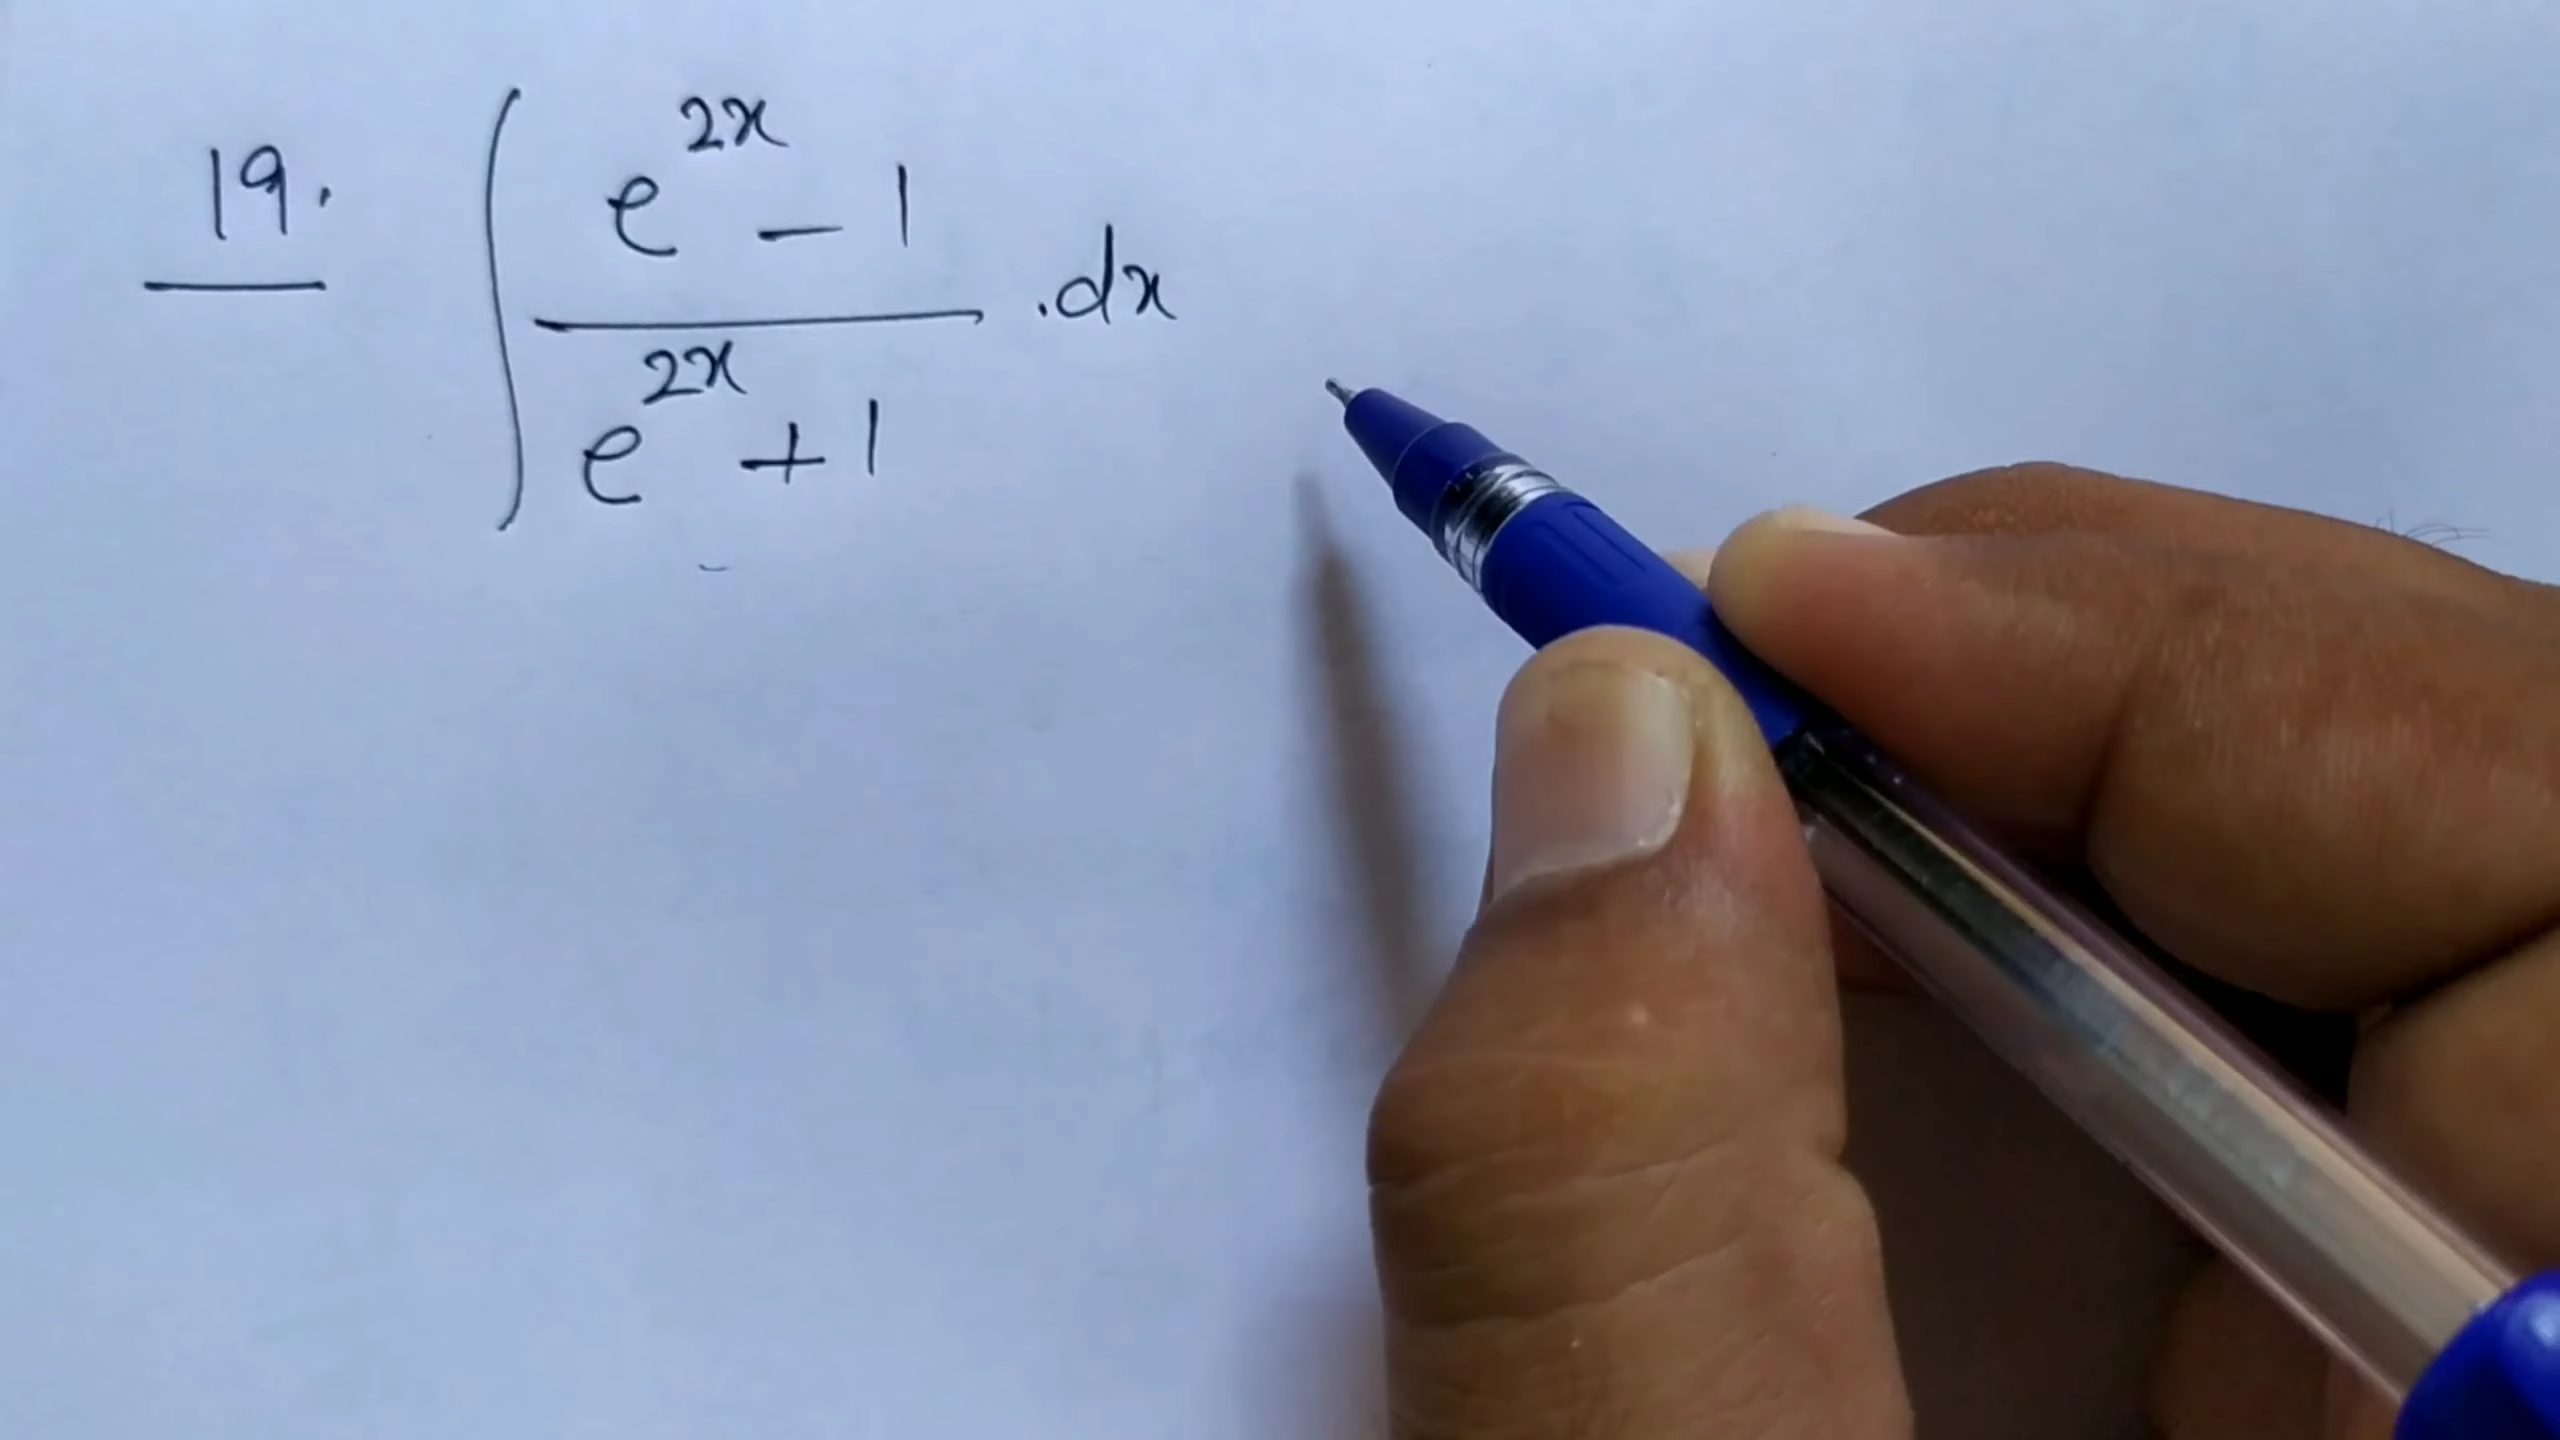 19. ∫ (e^{2x} - 1)/(e^{2x} + 1) .dx